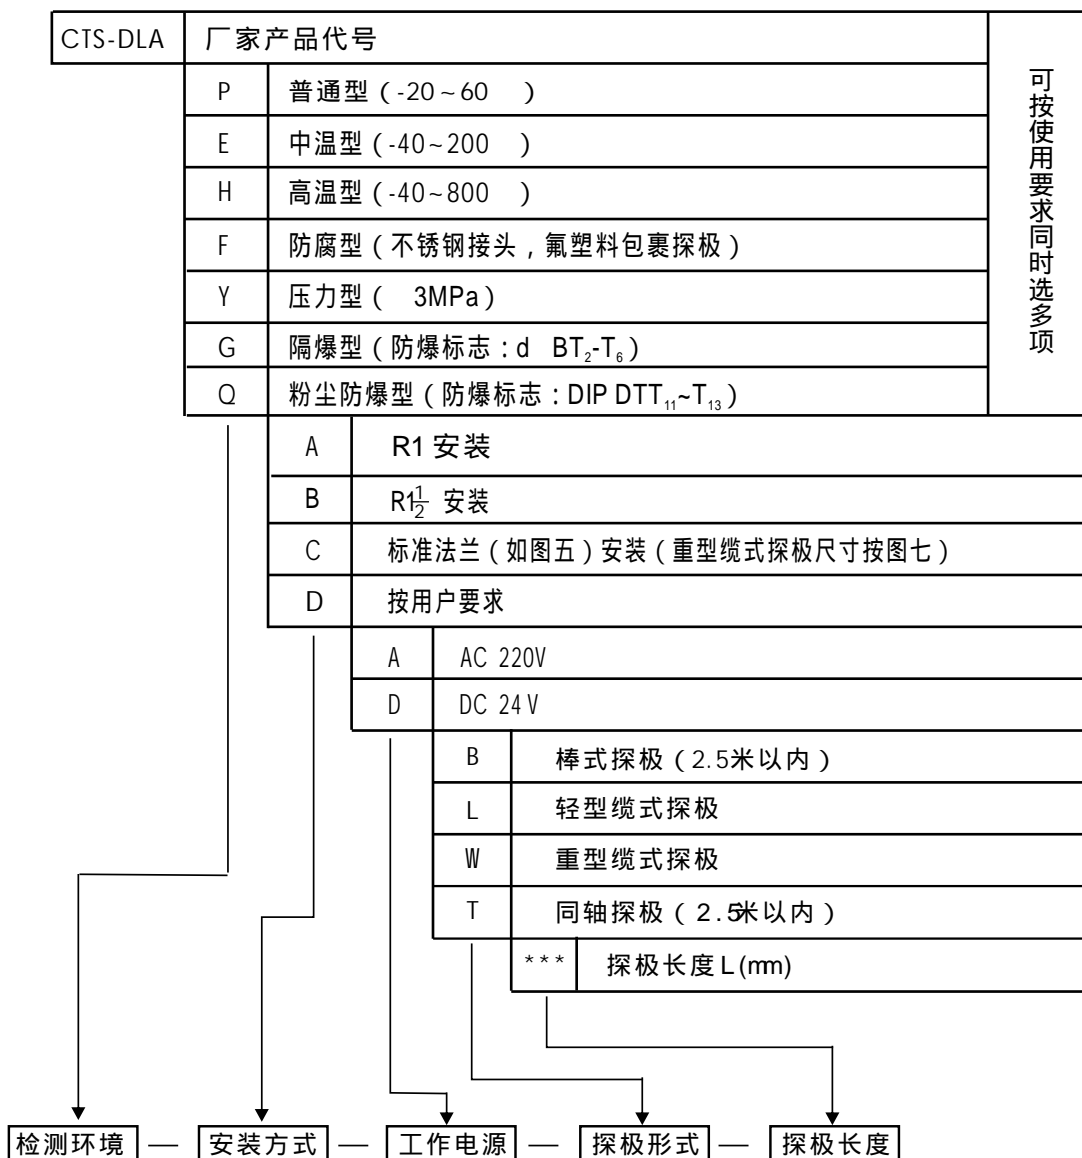 CTS-DLA 厂家产品代号
可按使用要求同时选多项
P 普通型（-20~60 ）
E 中温型（-40~200 ）
H 高温型（-40~800 ）
F 防腐型（不锈钢接头，氟塑料包裹探极）
Y 压力型（ 3MPa）
G 隔爆型（防爆标志：d BT₂-T₆）
Q 粉尘防爆型（防爆标志：DIP DTT₁₁~T₁₃）
A R1 安装
B R1½ 安装
C 标准法兰（如图五）安装（重型缆式探极尺寸按图七）
D 按用户要求
A AC 220V
D DC 24V
B 棒式探极（2.5米以内）
L 轻型缆式探极
W 重型缆式探极
T 同轴探极（2.5米以内）
*** 探极长度L(mm)
检测环境 — 安装方式 — 工作电源 — 探极形式 — 探极长度